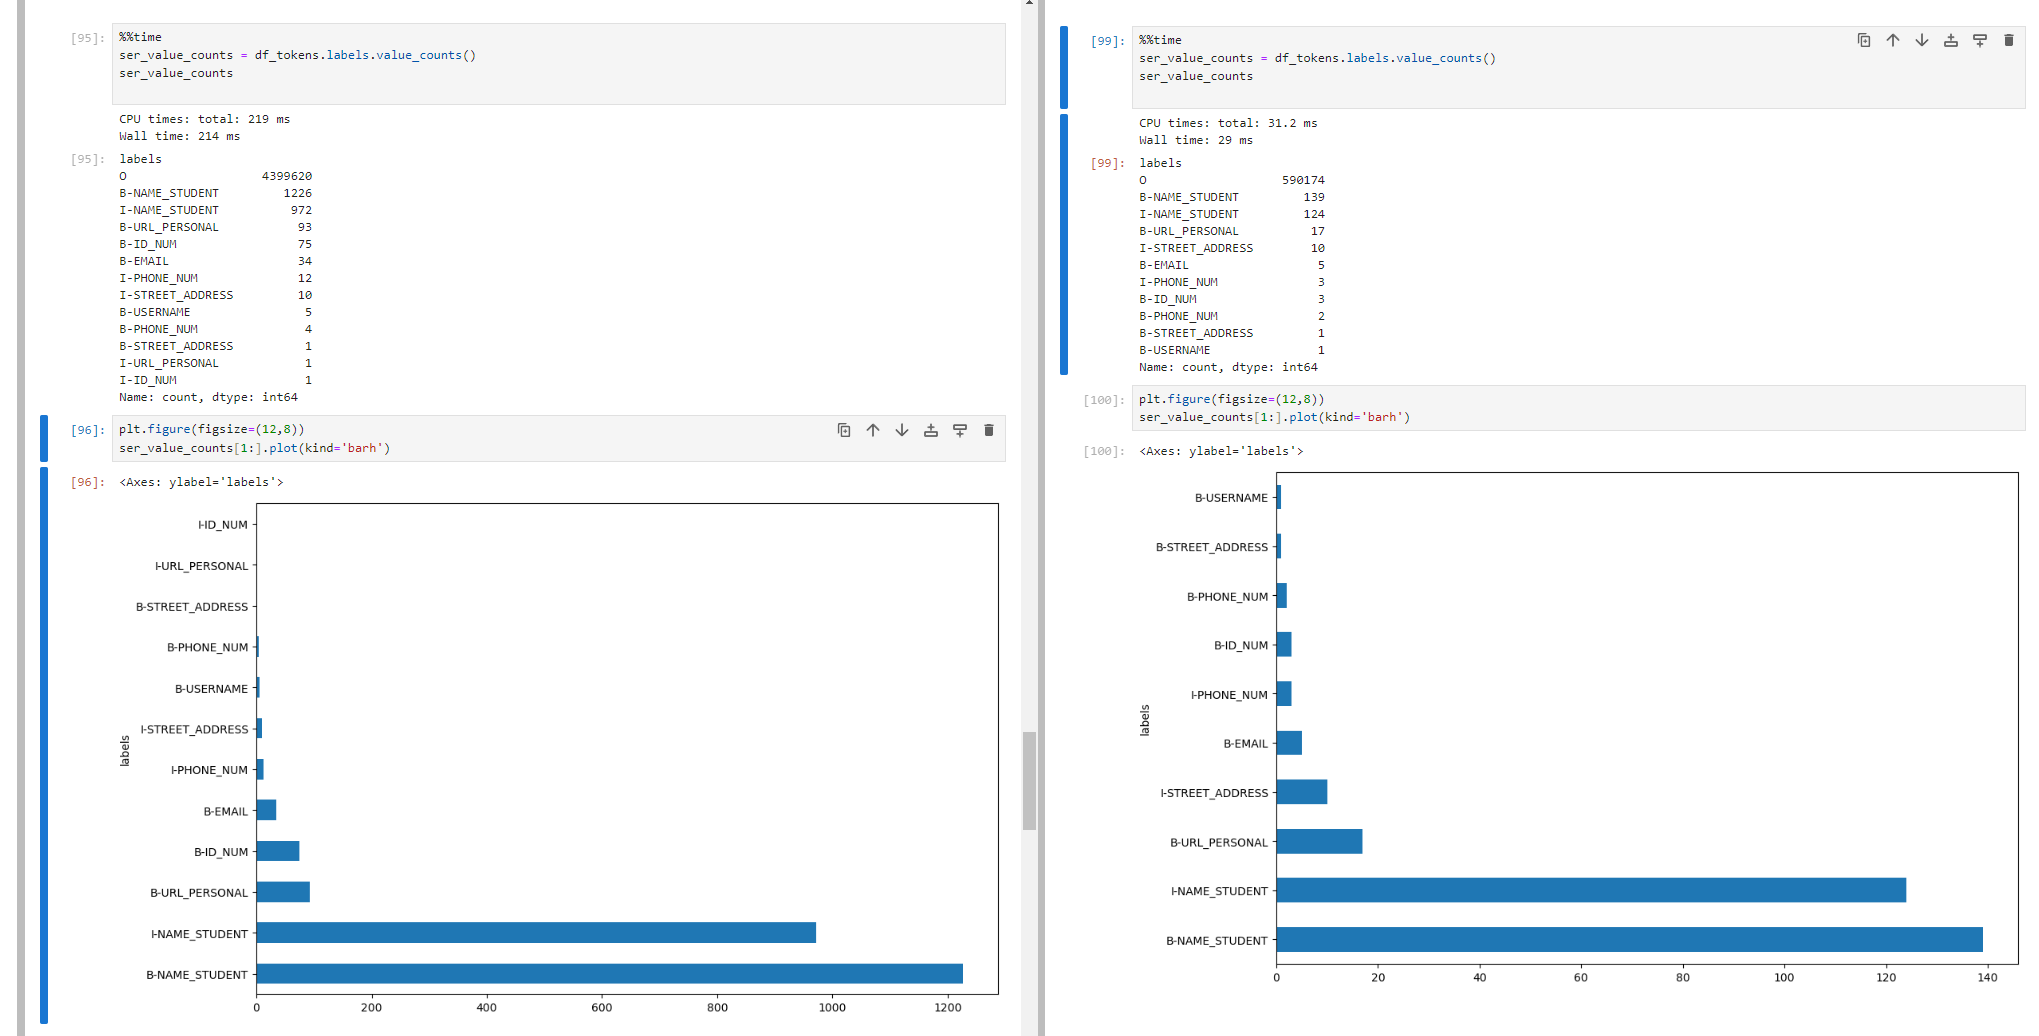 [95]:
%%time
ser_value_counts = df_tokens.labels.value_counts()
ser_value_counts
CPU times: total: 219 ms
Wall time: 214 ms
[95]:
labels
O 4399620
B-NAME_STUDENT 1226
I-NAME_STUDENT 972
B-URL_PERSONAL 93
B-ID_NUM 75
B-EMAIL 34
I-PHONE_NUM 12
I-STREET_ADDRESS 10
B-USERNAME 5
B-PHONE_NUM 4
B-STREET_ADDRESS 1
I-URL_PERSONAL 1
I-ID_NUM 1
Name: count, dtype: int64
[96]:
plt.figure(figsize=(12,8))
ser_value_counts[1:].plot(kind='barh')
[96]:
<Axes: ylabel='labels'>
I-ID_NUM
I-URL_PERSONAL
B-STREET_ADDRESS
B-PHONE_NUM
B-USERNAME
I-STREET_ADDRESS
I-PHONE_NUM
B-EMAIL
B-ID_NUM
B-URL_PERSONAL
I-NAME_STUDENT
B-NAME_STUDENT
labels
0 200 400 600 800 1000 1200
[99]:
%%time
ser_value_counts = df_tokens.labels.value_counts()
ser_value_counts
CPU times: total: 31.2 ms
Wall time: 29 ms
[99]:
labels
O 590174
B-NAME_STUDENT 139
I-NAME_STUDENT 124
B-URL_PERSONAL 17
I-STREET_ADDRESS 10
B-EMAIL 5
I-PHONE_NUM 3
B-ID_NUM 3
B-PHONE_NUM 2
B-STREET_ADDRESS 1
B-USERNAME 1
Name: count, dtype: int64
[100]:
plt.figure(figsize=(12,8))
ser_value_counts[1:].plot(kind='barh')
[100]:
<Axes: ylabel='labels'>
B-USERNAME
B-STREET_ADDRESS
B-PHONE_NUM
B-ID_NUM
I-PHONE_NUM
B-EMAIL
I-STREET_ADDRESS
B-URL_PERSONAL
I-NAME_STUDENT
B-NAME_STUDENT
labels
0 20 40 60 80 100 120 140